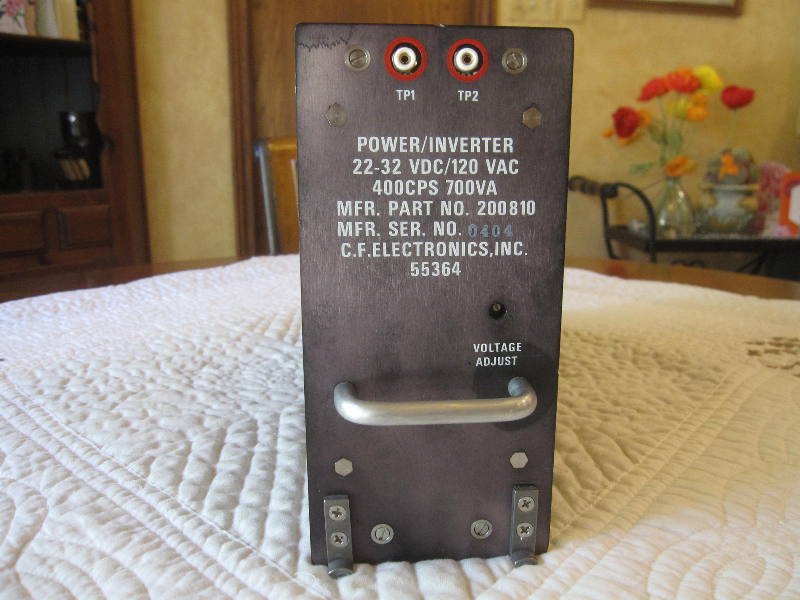 TP1 TP2
POWER/INVERTER
22-32 VDC/120 VAC
400CPS 700VA
MFR. PART NO. 200810
MFR. SER. NO. 0404
C.F.ELECTRONICS,INC.
55364
VOLTAGE
ADJUST